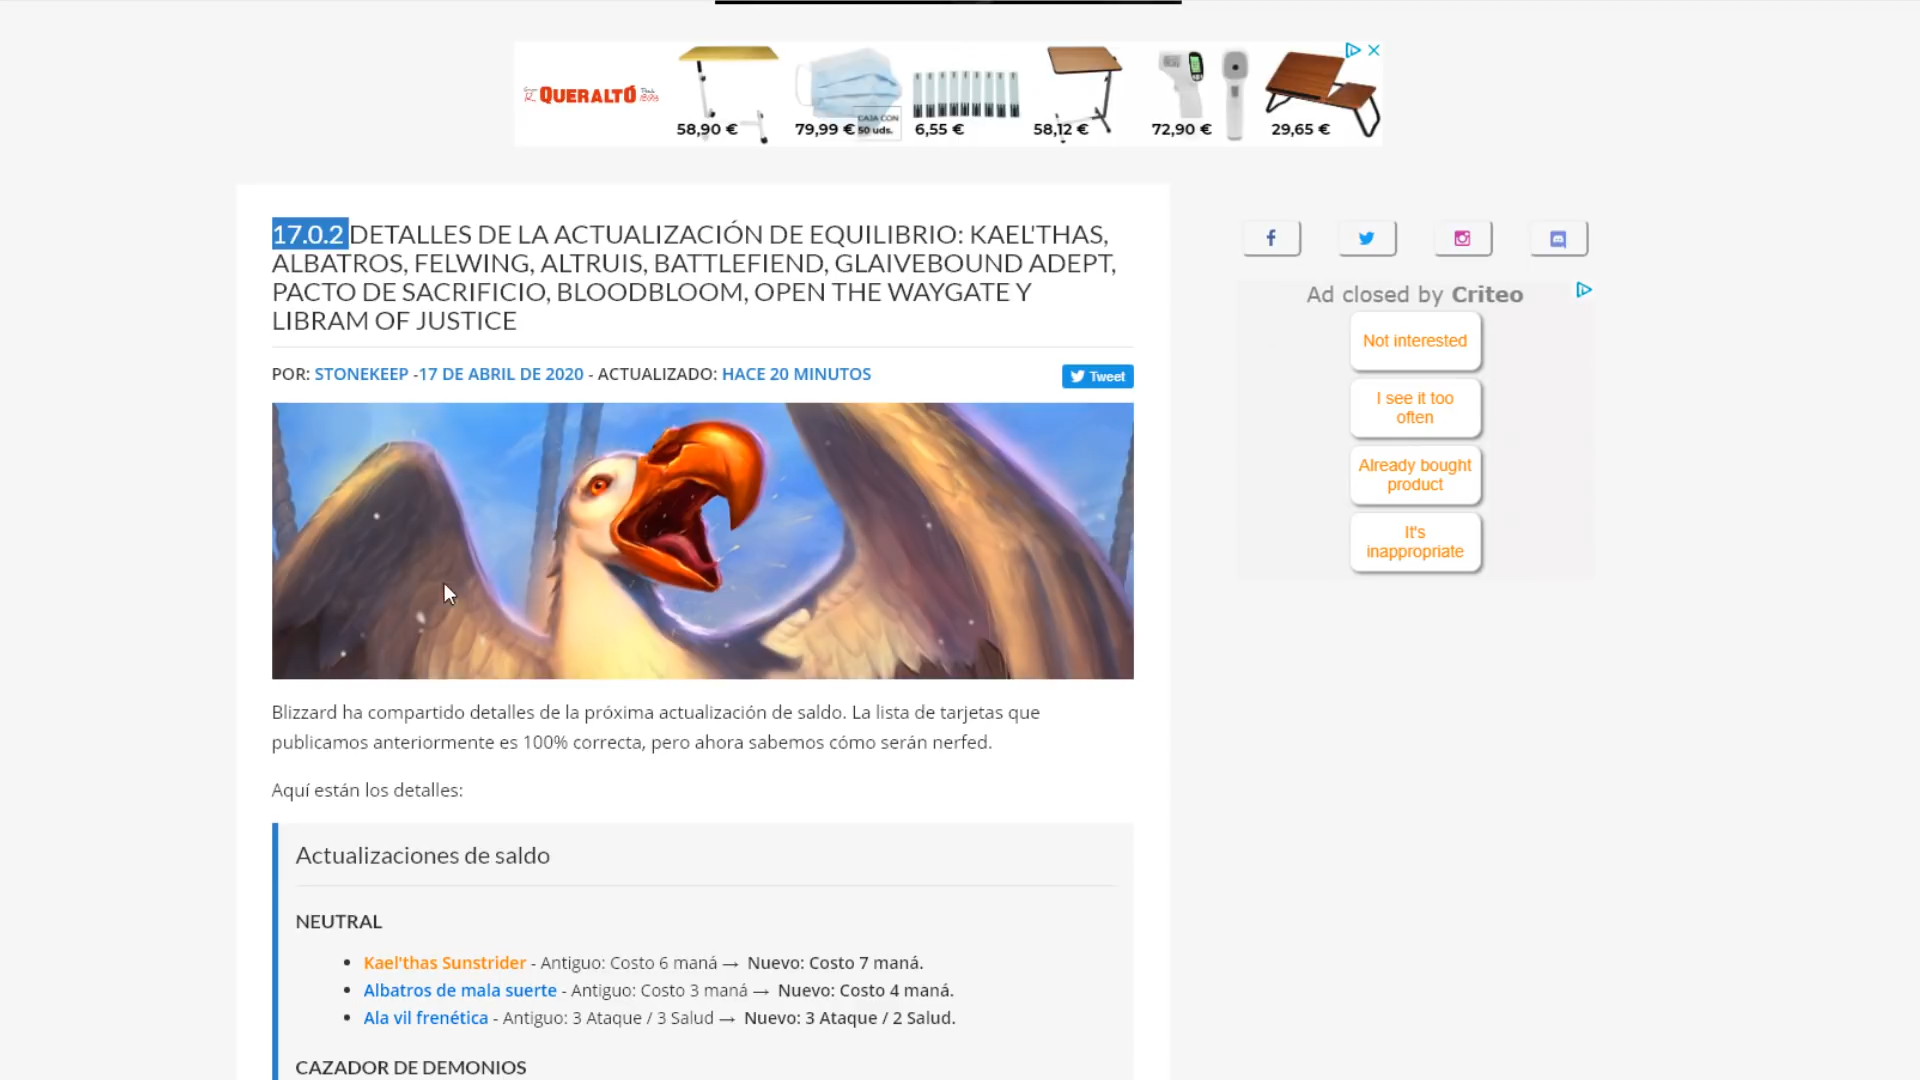 QUERALTÓ
58,90 €
79,99 €
CAJA CON
50 uds.
6,55 €
58,12 €
72,90 €
29,65 €
17.0.2 DETALLES DE LA ACTUALIZACIÓN DE EQUILIBRIO: KAEL'THAS,
ALBATROS, FELWING, ALTRUIS, BATTLEFIEND, GLAIVEBOUND ADEPT,
PACTO DE SACRIFICIO, BLOODBLOOM, OPEN THE WAYGATE Y
LIBRAM OF JUSTICE
POR: STONEKEEP -17 DE ABRIL DE 2020 - ACTUALIZADO: HACE 20 MINUTOS
Tweet
Ad closed by Criteo
Not interested
I see it too
often
Already bought
product
It's
inappropriate
Blizzard ha compartido detalles de la próxima actualización de saldo. La lista de tarjetas que
publicamos anteriormente es 100% correcta, pero ahora sabemos cómo serán nerfed.
Aquí están los detalles:
Actualizaciones de saldo
NEUTRAL
Kael'thas Sunstrider - Antiguo: Costo 6 maná → Nuevo: Costo 7 maná.
Albatros de mala suerte - Antiguo: Costo 3 maná → Nuevo: Costo 4 maná.
Ala vil frenética - Antiguo: 3 Ataque / 3 Salud → Nuevo: 3 Ataque / 2 Salud.
CAZADOR DE DEMONIOS